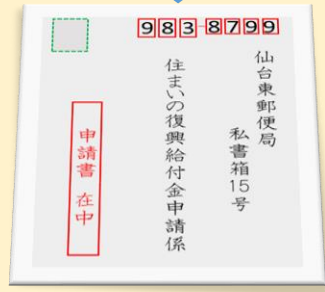 983-8799
仙台東郵便局
私書箱15号
住まいの復興給付金申請係
申請書 在中